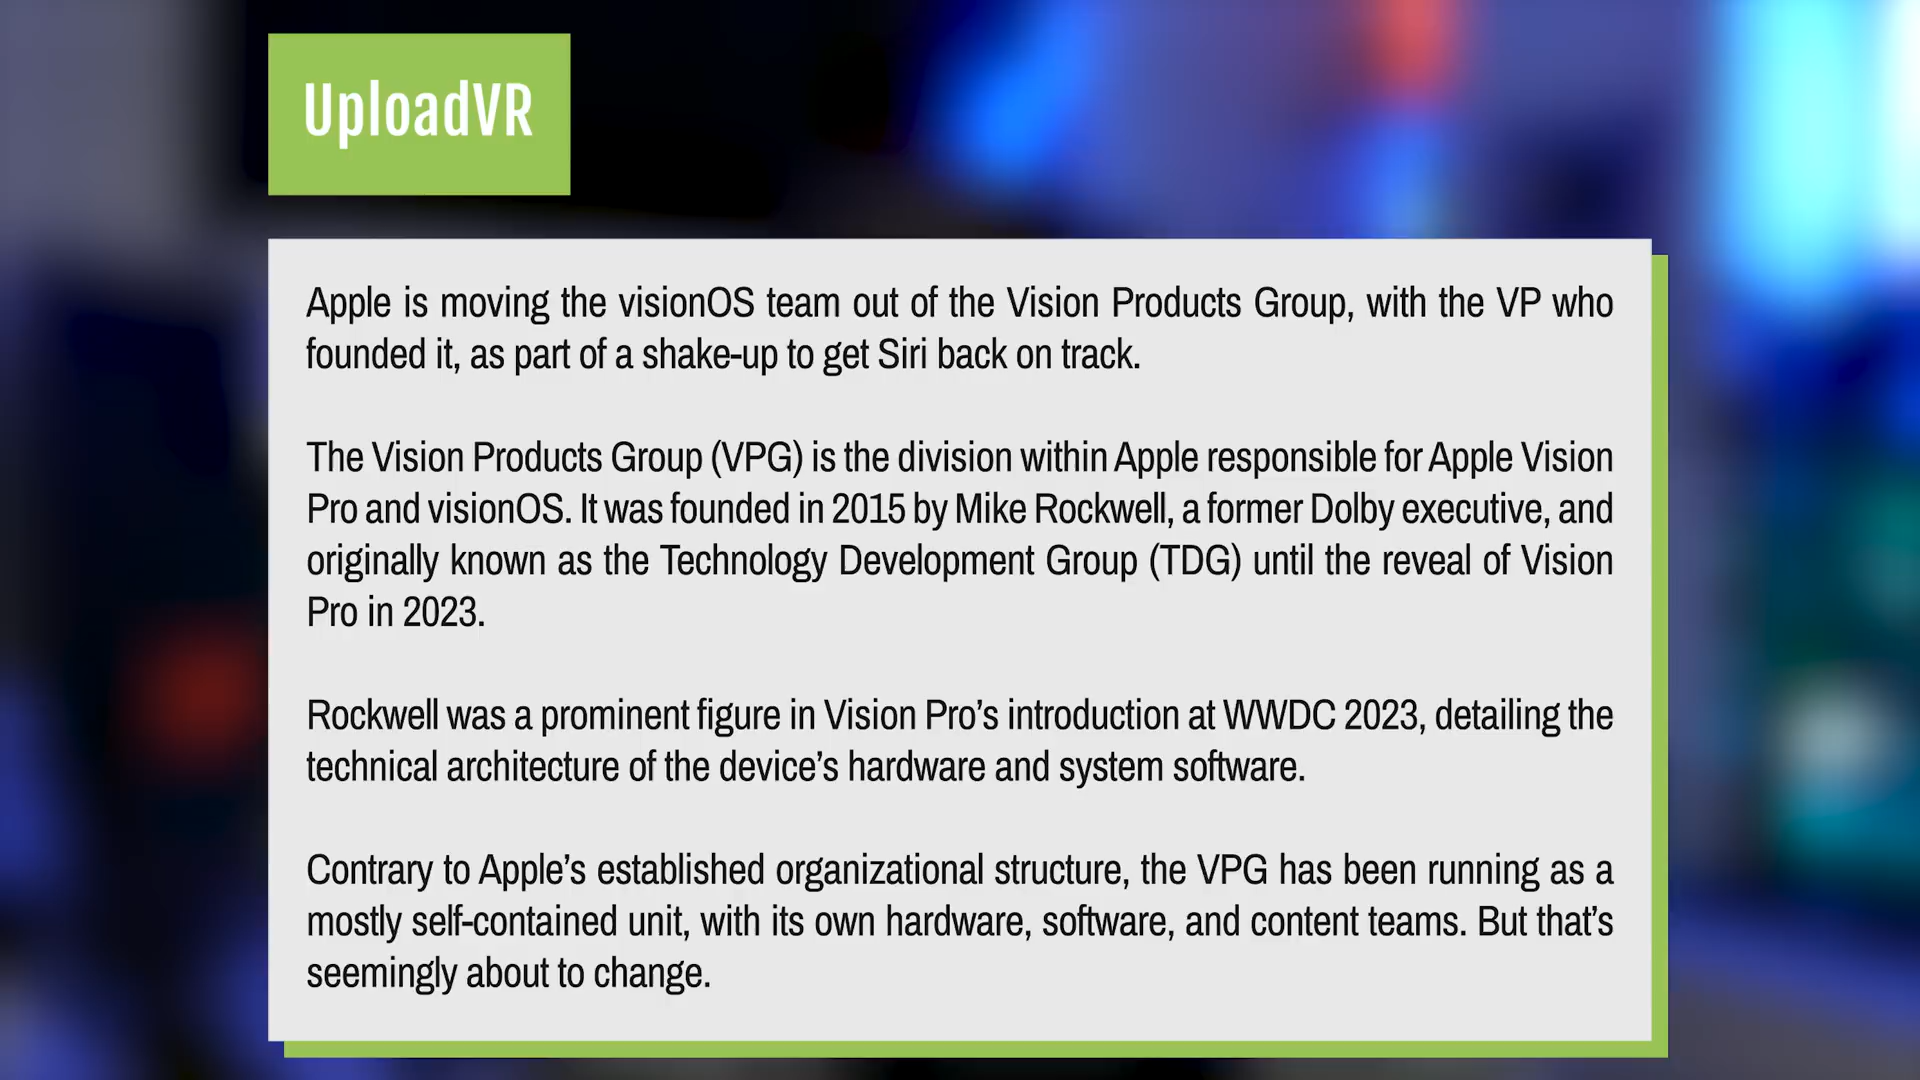 UploadVR
Apple is moving the visionOS team out of the Vision Products Group, with the VP who
founded it, as part of a shake-up to get Siri back on track.
The Vision Products Group (VPG) is the division within Apple responsible for Apple Vision
Pro and visionOS. It was founded in 2015 by Mike Rockwell, a former Dolby executive, and
originally known as the Technology Development Group (TDG) until the reveal of Vision
Pro in 2023.
Rockwell was a prominent figure in Vision Pro’s introduction at WWDC 2023, detailing the
technical architecture of the device’s hardware and system software.
Contrary to Apple’s established organizational structure, the VPG has been running as a
mostly self-contained unit, with its own hardware, software, and content teams. But that’s
seemingly about to change.